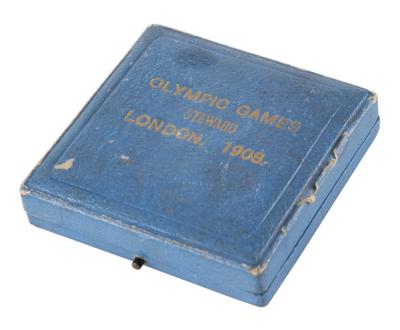 OLYMPIC GAMES
STEWARD
LONDON, 1908.